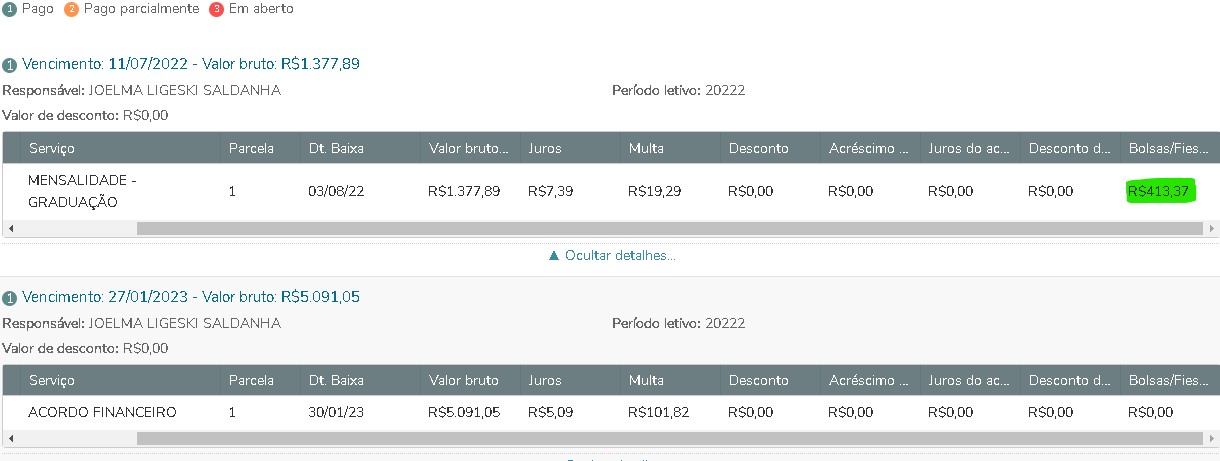 1 Pago 2 Pago parcialmente 3 Em aberto
1 Vencimento: 11/07/2022 - Valor bruto: R$1.377,89
Responsável: JOELMA LIGESKI SALDANHA Período letivo: 20222
Valor de desconto: R$0,00
Serviço Parcela Dt. Baixa Valor bruto... Juros Multa Desconto Acréscimo ... Juros do ac... Desconto d... Bolsas/Fies...
MENSALIDADE -
GRADUAÇÃO 1 03/08/22 R$1.377,89 R$7,39 R$19,29 R$0,00 R$0,00 R$0,00 R$0,00 R$413,37
▲ Ocultar detalhes...
1 Vencimento: 27/01/2023 - Valor bruto: R$5.091,05
Responsável: JOELMA LIGESKI SALDANHA Período letivo: 20222
Valor de desconto: R$0,00
Serviço Parcela Dt. Baixa Valor bruto Juros Multa Desconto Acréscimo ... Juros do ac... Desconto d... Bolsas/Fies...
ACORDO FINANCEIRO 1 30/01/23 R$5.091,05 R$5,09 R$101,82 R$0,00 R$0,00 R$0,00 R$0,00 R$0,00